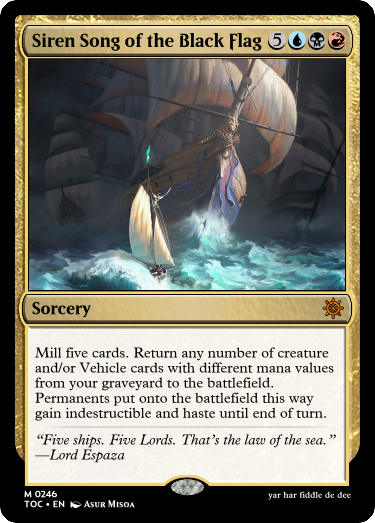 Siren Song of the Black Flag 5
Sorcery
Mill five cards. Return any number of creature
and/or Vehicle cards with different mana values
from your graveyard to the battlefield.
Permanents put onto the battlefield this way
gain indestructible and haste until end of turn.
“Five ships. Five Lords. That’s the law of the sea.”
—Lord Espaza
M 0246
TOC • EN Asur Misoa
yar har fiddle de dee